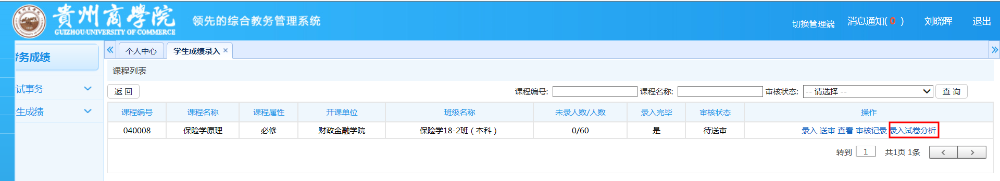 貴州商學院
GUIZHOU UNIVERSITY OF COMMERCE
领先的综合教务管理系统
切换管理端 消息通知( 0 ) 刘晓晖 退出
务成绩
个人中心 学生成绩录入 ×
课程列表
试事务
生成绩
返 回 课程编号: 课程名称: 审核状态: -- 请选择 -- 查 询
课程编号 课程名称 课程属性 开课单位 班级名称 未录人数/人数 录入完毕 审核状态 操作
040008 保险学原理 必修 财政金融学院 保险学18-2班（本科） 0/60 是 待送审 录入 送审 查看 审核记录 录入试卷分析
转到 1 共1页 1条